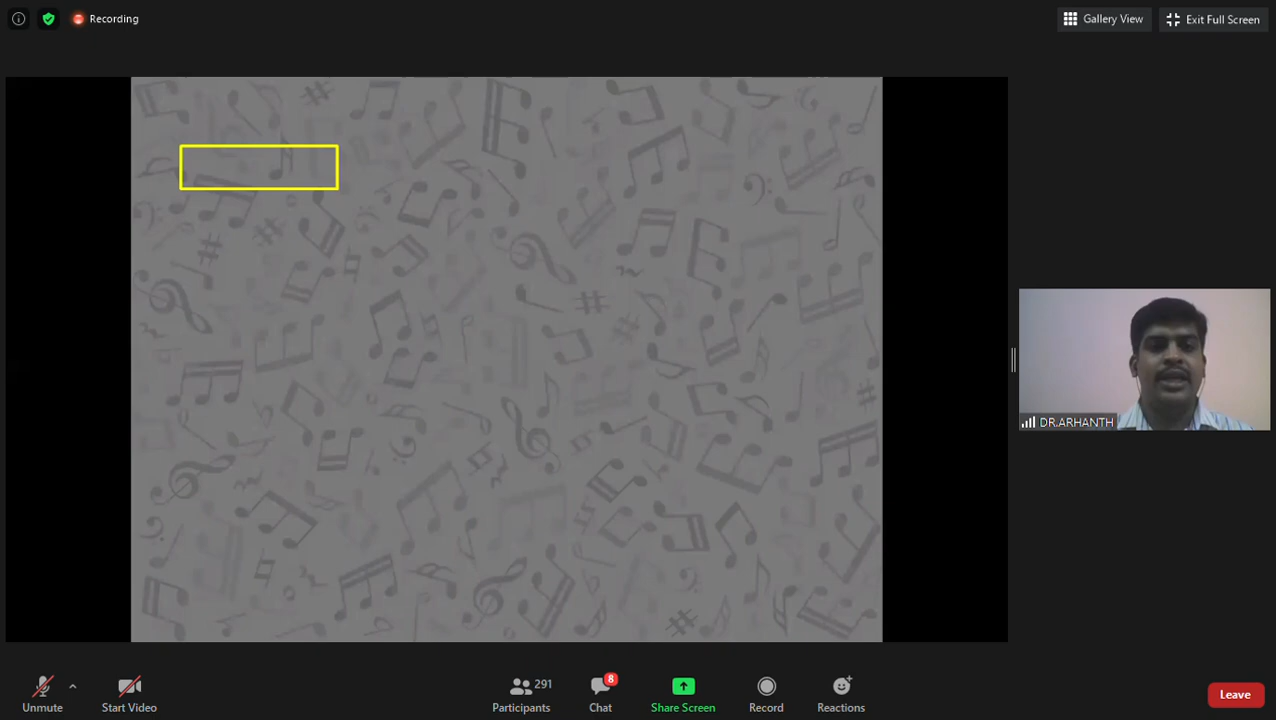 Recording
Gallery View
Exit Full Screen
DR.ARHANTH
Unmute
Start Video
Participants
291
Chat
8
Share Screen
Record
Reactions
Leave